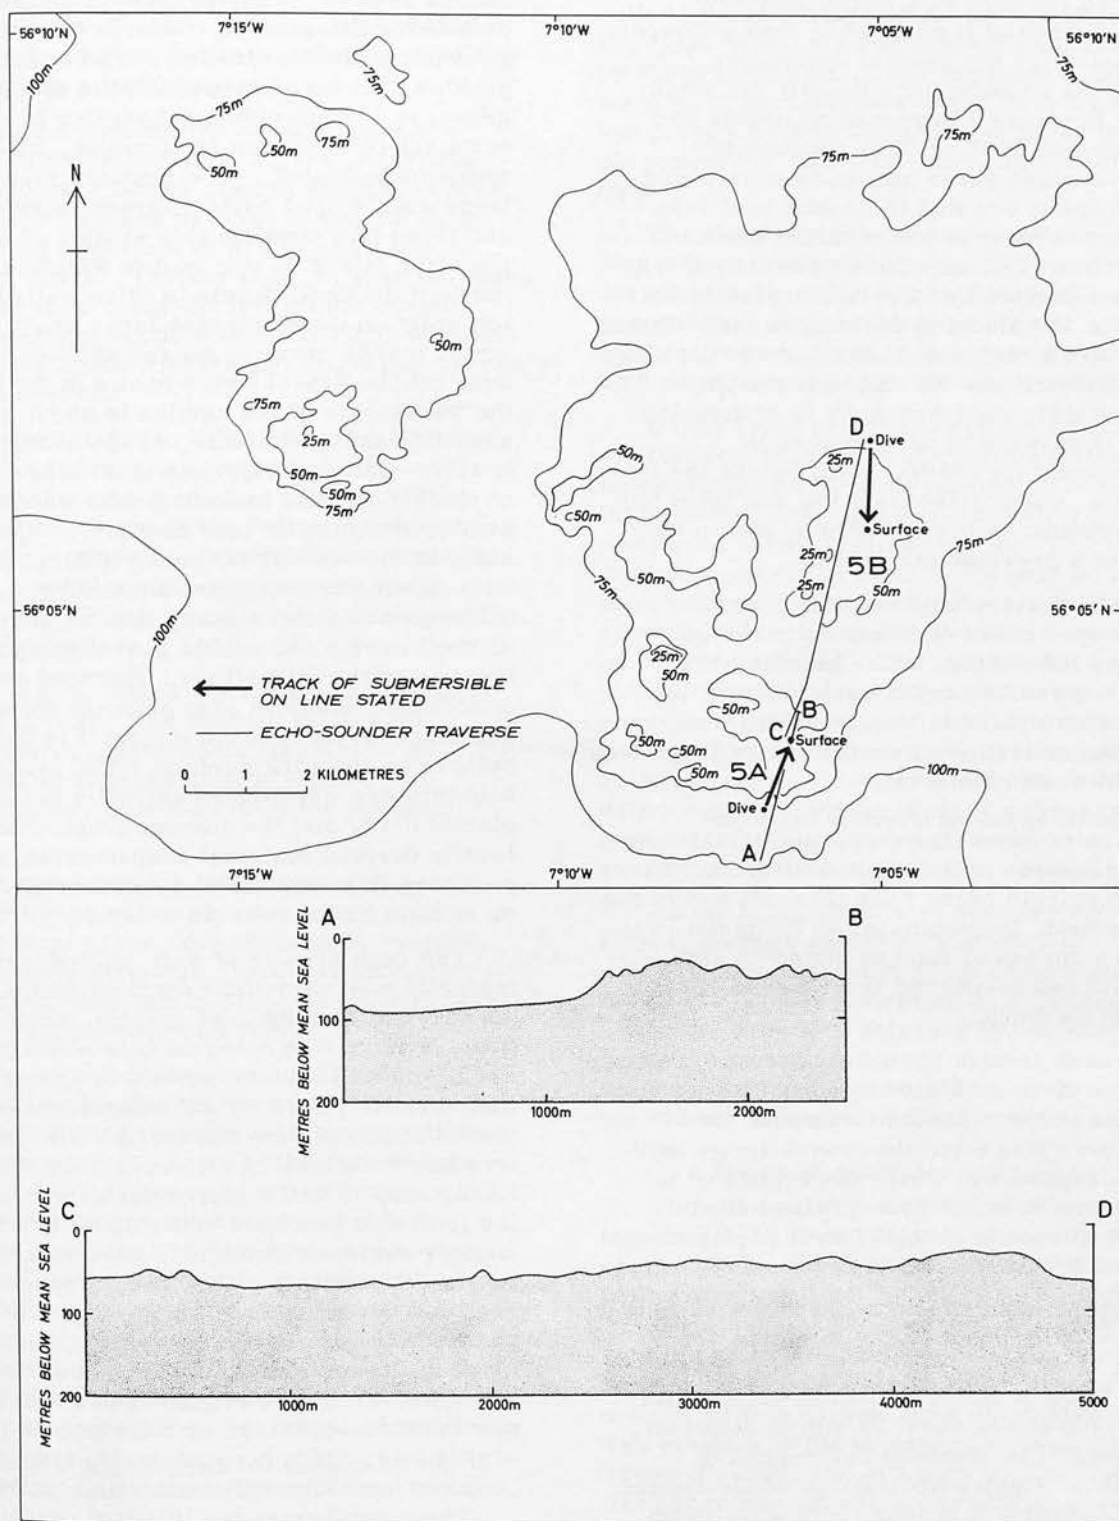 7°15'W
7°10'W
7°05'W
56°10'N
56°10'N
100m
75m
75m
75m
50m
50m
75m
75m
N
50m
c75m
25m
50m
50m
75m
50m
c50m
D
Dive
25m
Surface
75m
5B
25m
25m
50m
50m
75m
56°05'N
56°05'N
100m
25m
50m
TRACK OF SUBMERSIBLE
ON LINE STATED
50m
B
C
Surface
ECHO-SOUNDER TRAVERSE
50m
50m
50m
5A
0 1 2 KILOMETRES
100m
Dive
A
7°15'W
7°10'W
7°05'W
A
B
METRES BELOW MEAN SEA LEVEL
0
100
200
1000m
2000m
C
D
METRES BELOW MEAN SEA LEVEL
0
100
200
1000m
2000m
3000m
4000m
5000